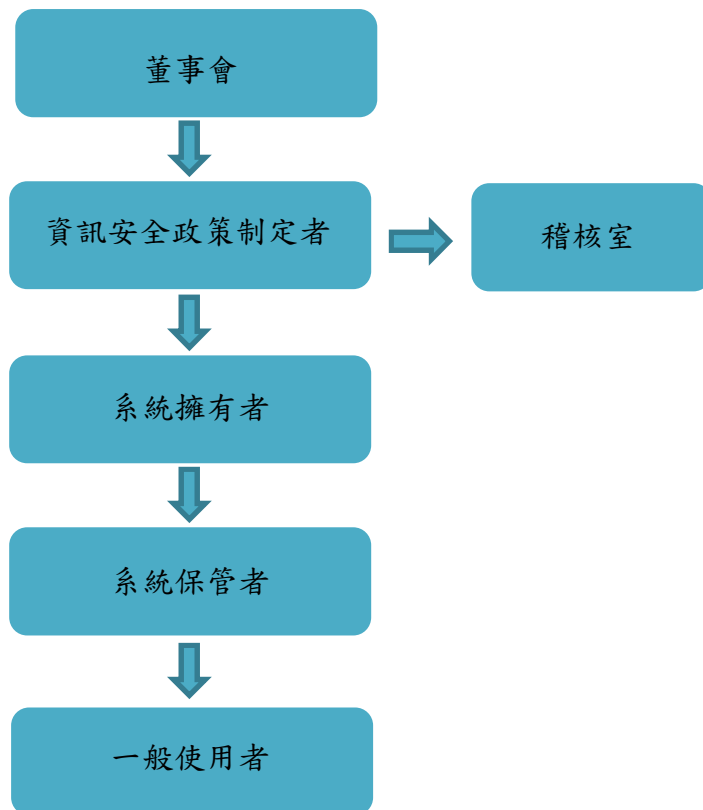 董事會
資訊安全政策制定者
稽核室
系統擁有者
系統保管者
一般使用者